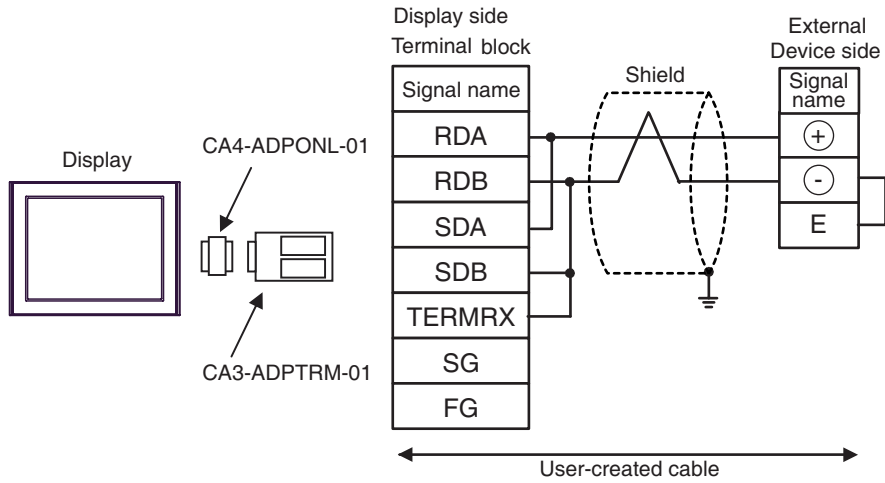 Display side
Terminal block
External
Device side
Signal name
Shield
Signal
name
RDA
+
CA4-ADPONL-01
Display
RDB
-
SDA
E
SDB
TERMRX
CA3-ADPTRM-01
SG
FG
User-created cable